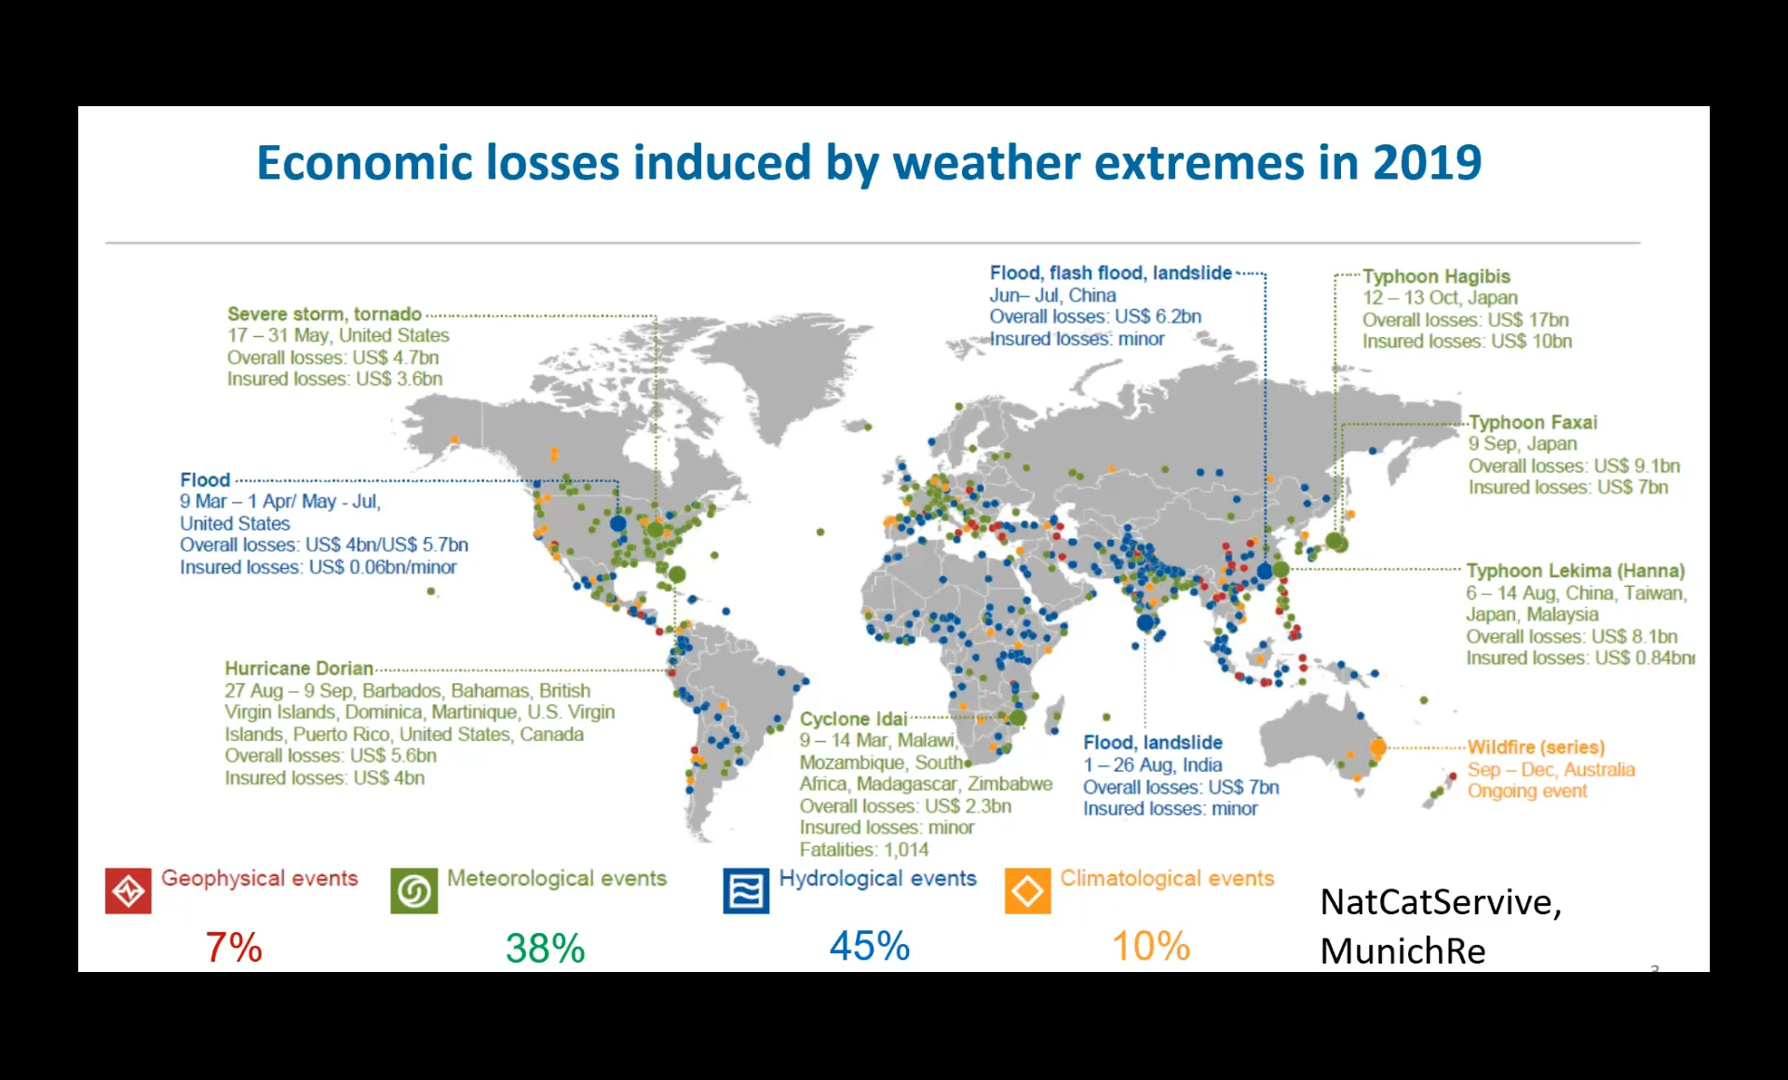 Economic losses induced by weather extremes in 2019
Severe storm, tornado
17 – 31 May, United States
Overall losses: US$ 4.7bn
Insured losses: US$ 3.6bn
Flood, flash flood, landslide
Jun– Jul, China
Overall losses: US$ 6.2bn
Insured losses: minor
Typhoon Hagibis
12 – 13 Oct, Japan
Overall losses: US$ 17bn
Insured losses: US$ 10bn
Typhoon Faxai
9 Sep, Japan
Overall losses: US$ 9.1bn
Insured losses: US$ 7bn
Flood
9 Mar – 1 Apr/ May - Jul,
United States
Overall losses: US$ 4bn/US$ 5.7bn
Insured losses: US$ 0.06bn/minor
Typhoon Lekima (Hanna)
6 – 14 Aug, China, Taiwan,
Japan, Malaysia
Overall losses: US$ 8.1bn
Insured losses: US$ 0.84bn
Hurricane Dorian
27 Aug – 9 Sep, Barbados, Bahamas, British
Virgin Islands, Dominica, Martinique, U.S. Virgin
Islands, Puerto Rico, United States, Canada
Overall losses: US$ 5.6bn
Insured losses: US$ 4bn
Cyclone Idai
9 – 14 Mar, Malawi,
Mozambique, South
Africa, Madagascar, Zimbabwe
Overall losses: US$ 2.3bn
Insured losses: minor
Fatalities: 1,014
Flood, landslide
1 – 26 Aug, India
Overall losses: US$ 7bn
Insured losses: minor
Wildfire (series)
Sep – Dec, Australia
Ongoing event
Geophysical events
Meteorological events
Hydrological events
Climatological events
7%
38%
45%
10%
NatCatServive,
MunichRe